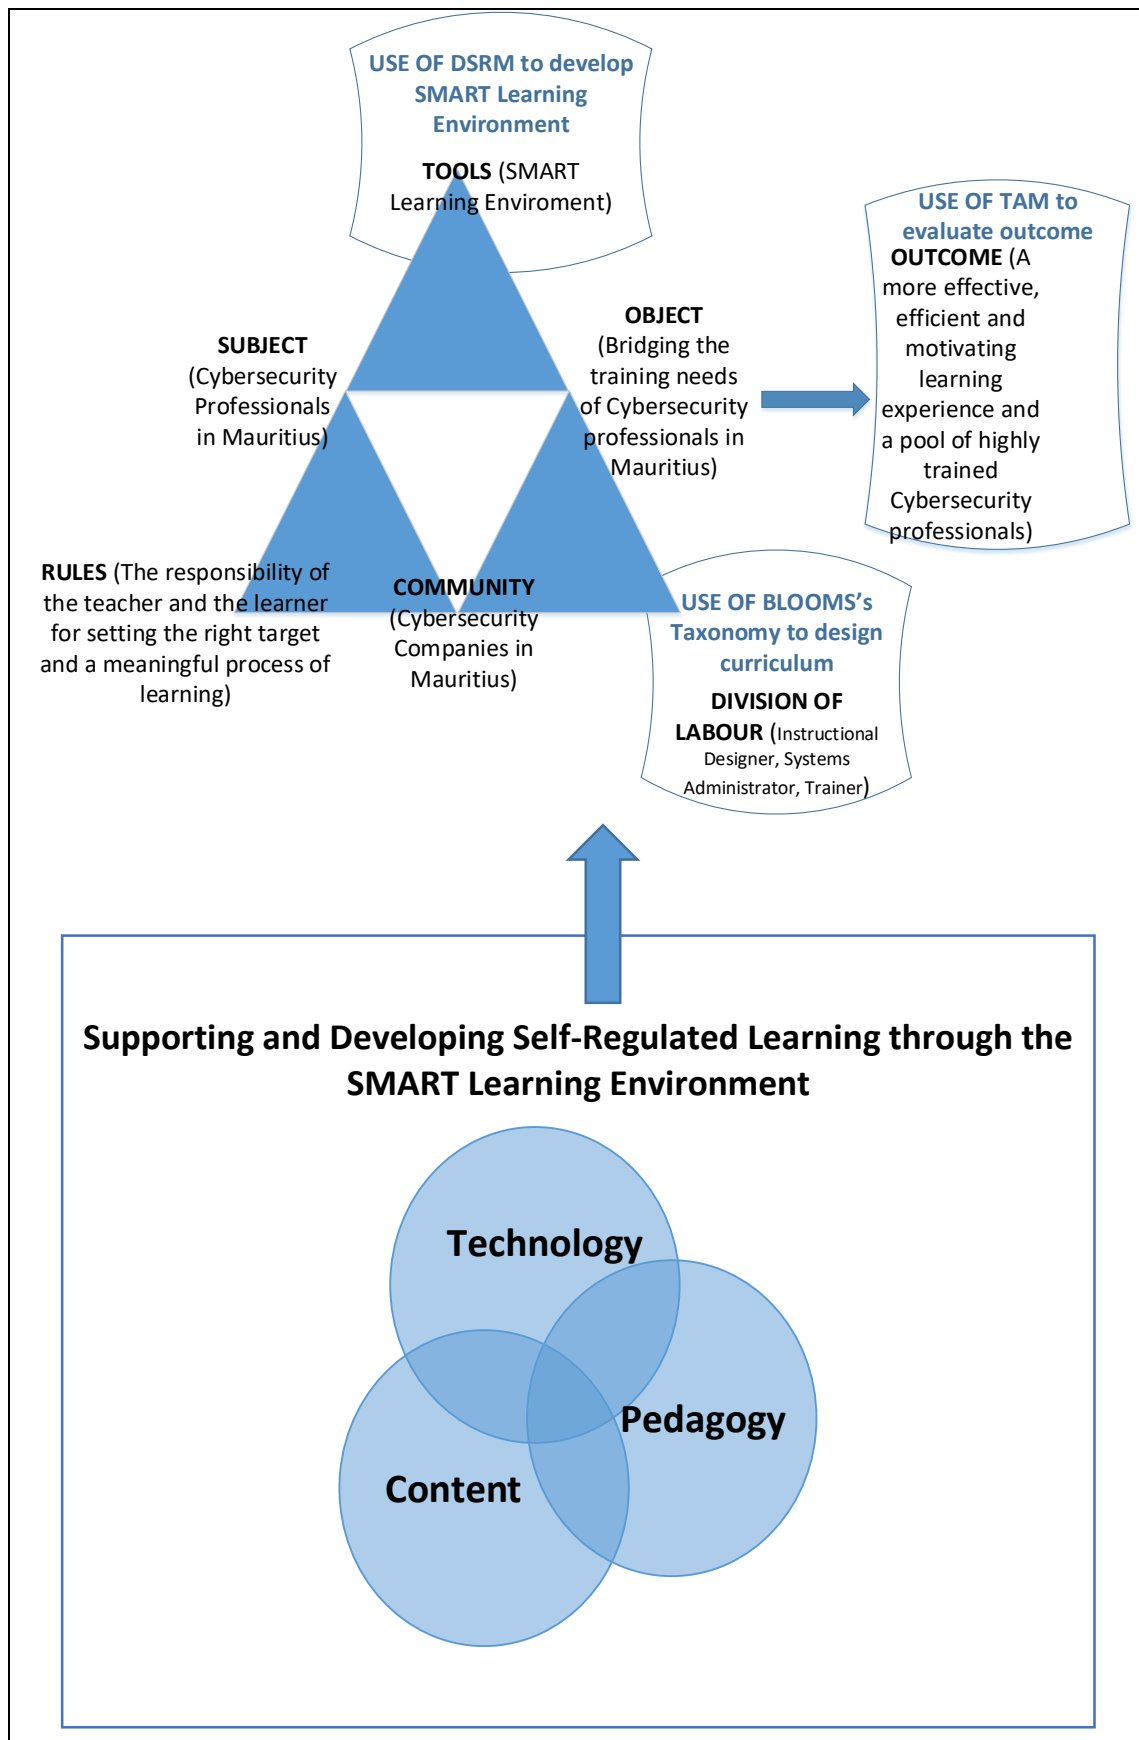 USE OF DSRM to develop
SMART Learning
Environment
TOOLS (SMART
Learning Enviroment)
USE OF TAM to
evaluate outcome
OUTCOME (A
more effective,
efficient and
motivating
learning
experience and
a pool of highly
trained
Cybersecurity
professionals)
SUBJECT
(Cybersecurity
Professionals
in Mauritius)
OBJECT
(Bridging the
training needs
of Cybersecurity
professionals in
Mauritius)
RULES (The responsibility of
the teacher and the learner
for setting the right target
and a meaningful process of
learning)
COMMUNITY
(Cybersecurity
Companies in
Mauritius)
USE OF BLOOMS's
Taxonomy to design
curriculum
DIVISION OF
LABOUR (Instructional
Designer, Systems
Administrator, Trainer)
Supporting and Developing Self-Regulated Learning through the
SMART Learning Environment
Technology
Pedagogy
Content